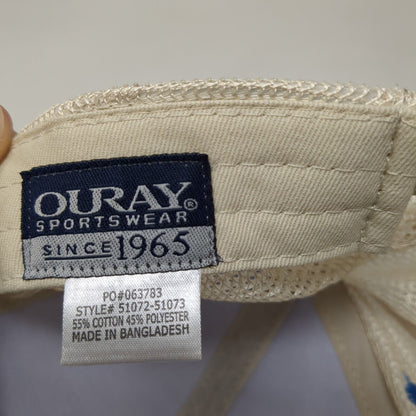 OURAY®
SPORTSWEAR
SINCE 1965
PO#063783
STYLE# 51072-51073
55% COTTON 45% POLYESTER
MADE IN BANGLADESH